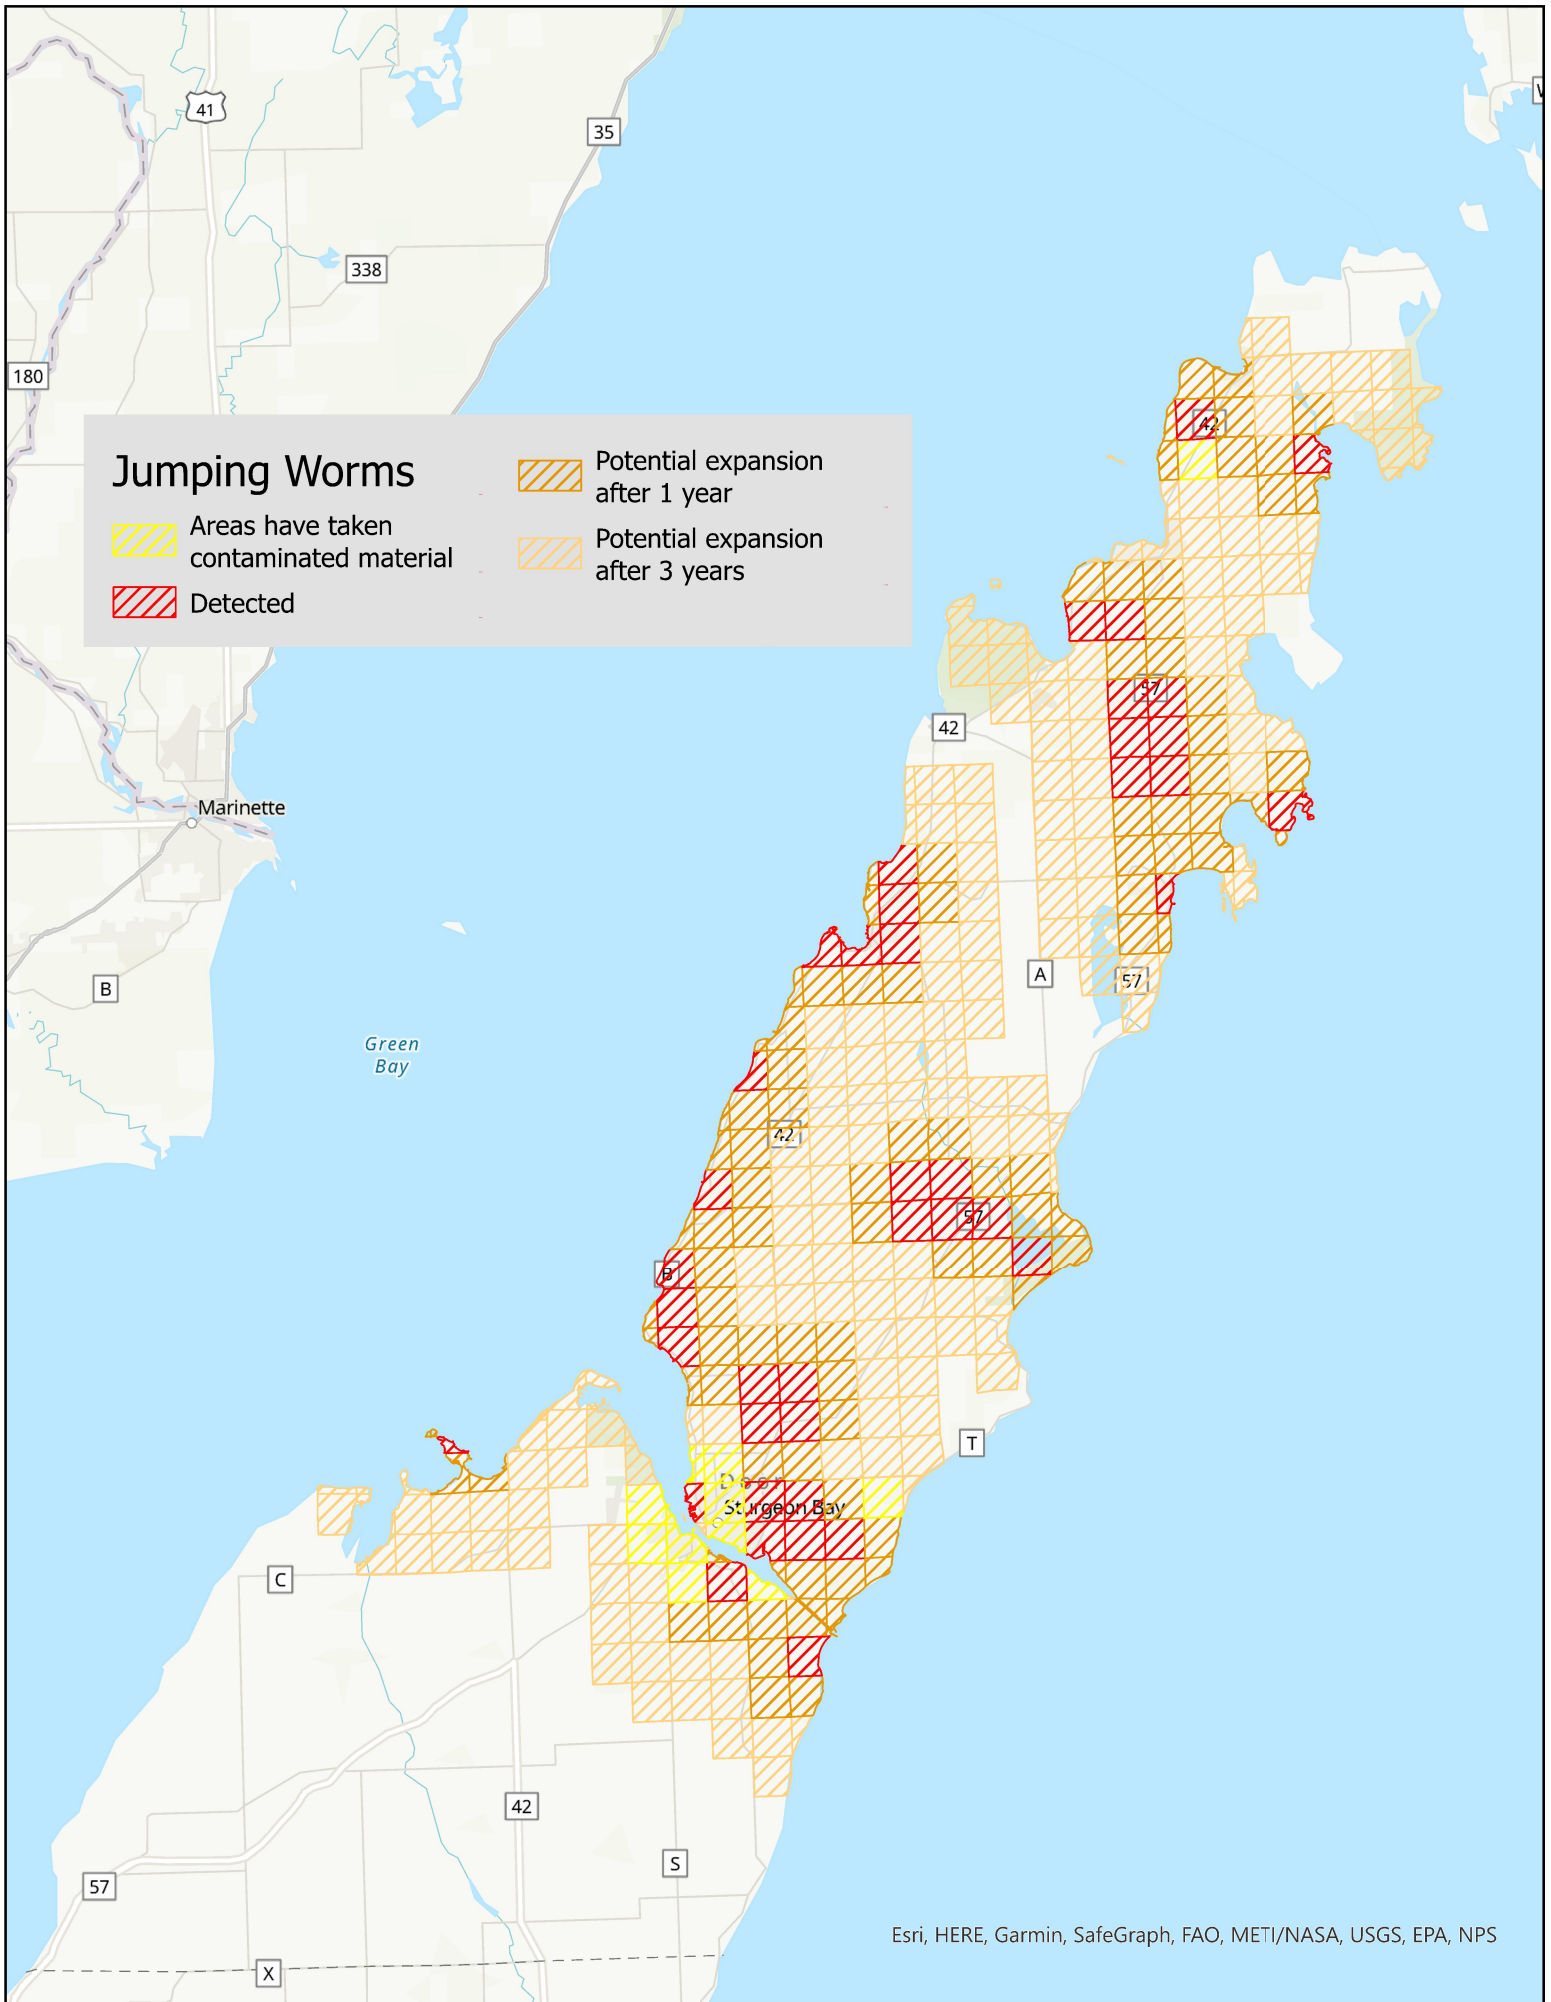 W
41
35
338
180
42
Jumping Worms
Areas have taken
contaminated material
Detected
Potential expansion
after 1 year
Potential expansion
after 3 years
57
42
Marinette
A
57
B
Green
Bay
42
57
B
T
Door
Sturgeon Bay
C
42
S
57
Esri, HERE, Garmin, SafeGraph, FAO, METI/NASA, USGS, EPA, NPS
X